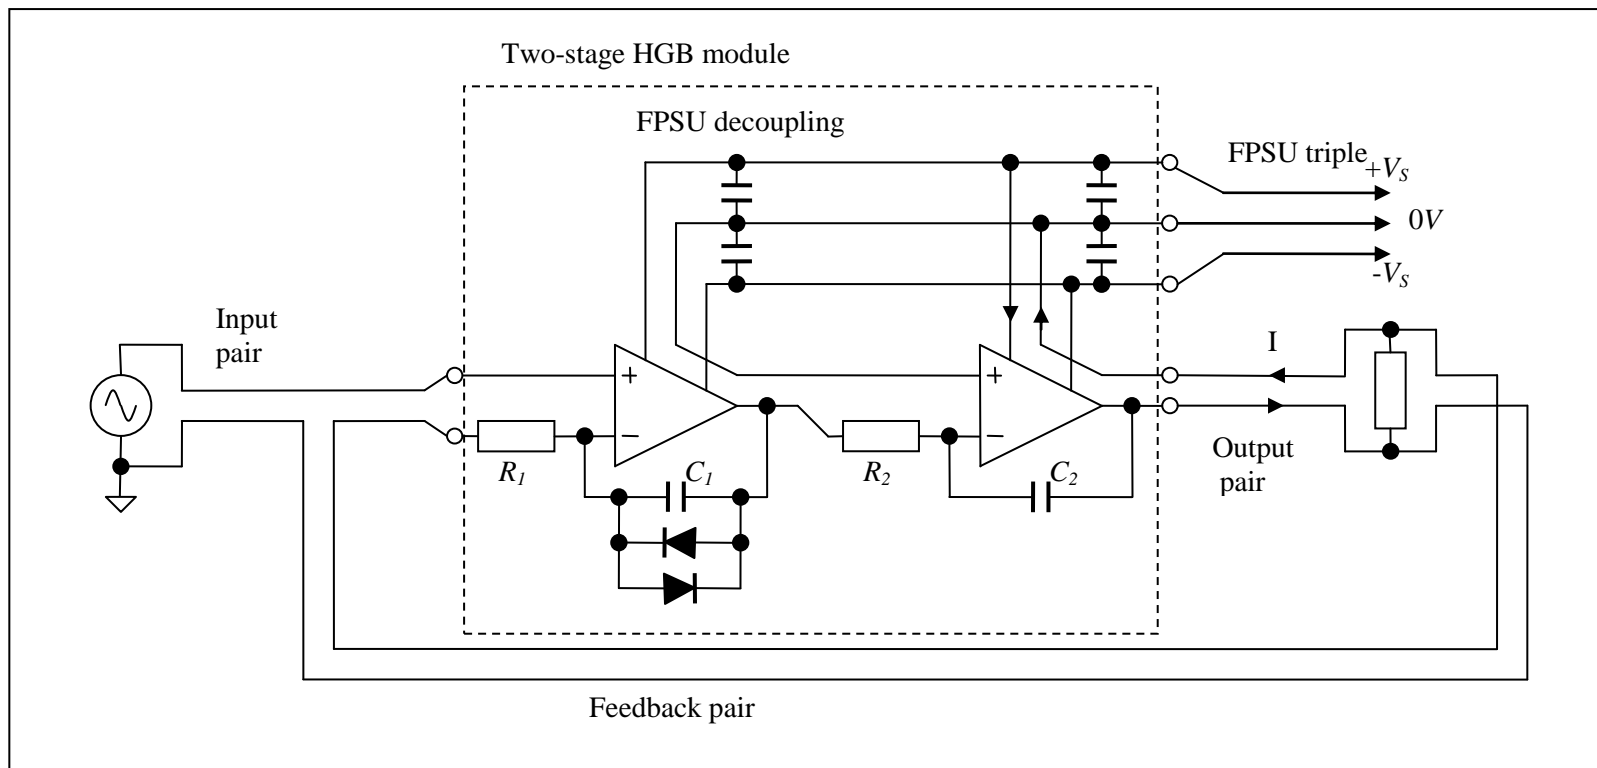 Two-stage HGB module
FPSU decoupling
FPSU triple
+VS
0V
-VS
Input
pair
I
+
+
−
−
R1
C1
R2
C2
Output
pair
Feedback pair